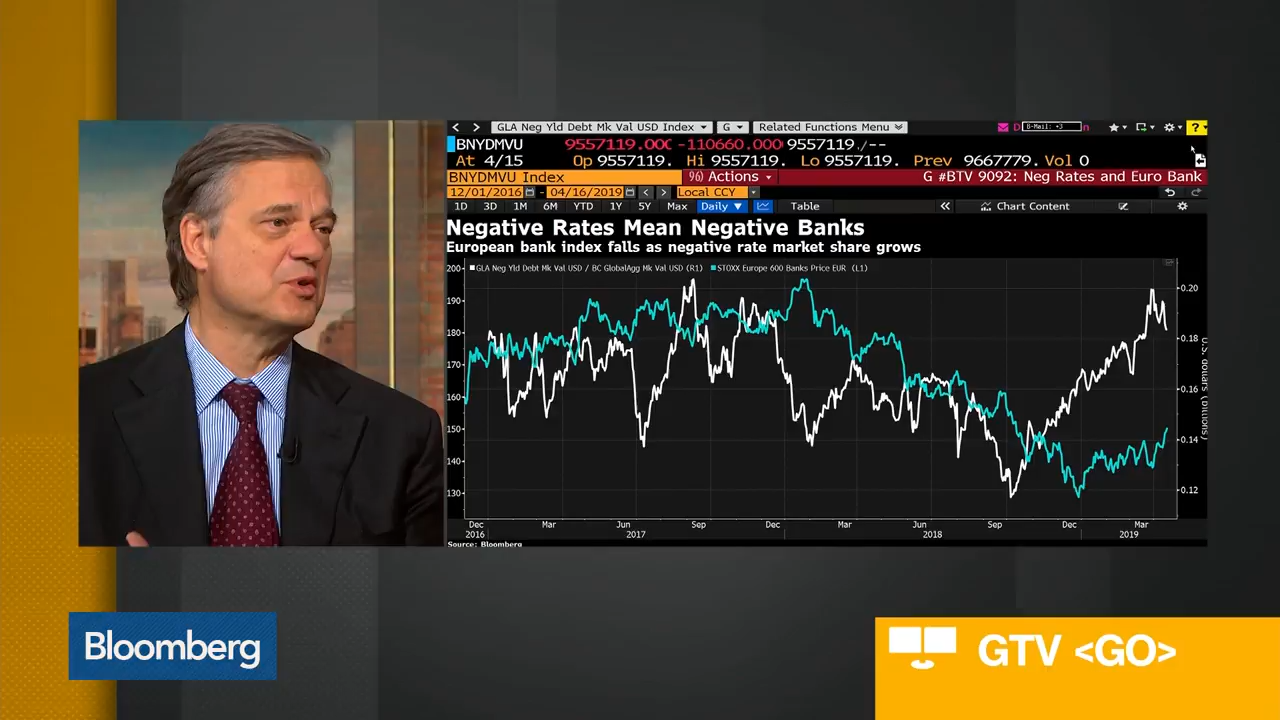 GLA Neg Yld Debt Mk Val USD Index G Related Functions Menu
B-Mail: +3
?
BNYDMVU 9557119.000 -110660.000 9557119./--
At 4/15 Op 9557119. Hi 9557119. Lo 9557119. Prev 9667779. Vol 0
BNYDMVU Index 96) Actions G #BTV 9092: Neg Rates and Euro Bank
12/01/2016 - 04/16/2019 Local CCY
1D 3D 1M 6M YTD 1Y 5Y Max Daily Table Chart Content
Negative Rates Mean Negative Banks
European bank index falls as negative rate market share grows
GLA Neg Yld Debt Mk Val USD / BC GlobalAgg Mk Val USD (R1) STOXX Europe 600 Banks Price EUR (L1)
200
190
180
170
160
150
140
130
0.20
0.18
0.16
0.14
0.12
U.S. dollars (billions)
Dec Mar Jun Sep Dec Mar Jun Sep Dec Mar
2016 2017 2018 2019
Source: Bloomberg
Bloomberg
GTV <GO>